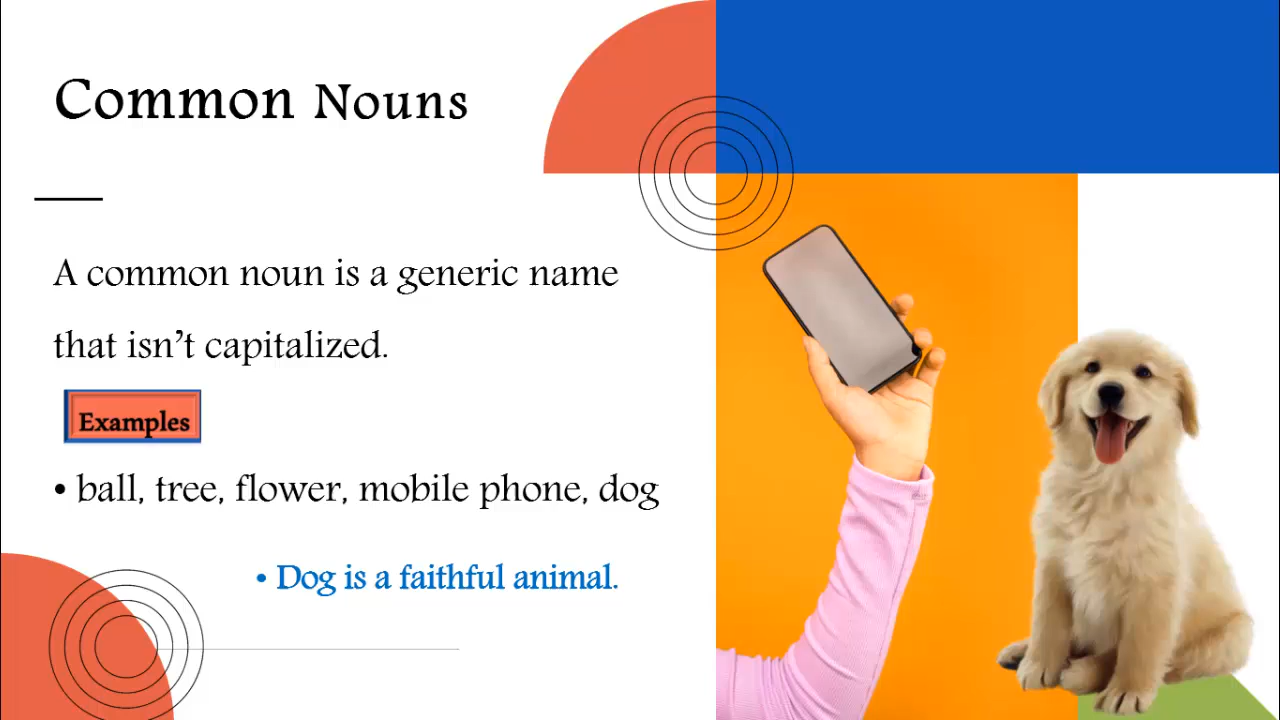 Common Nouns
A common noun is a generic name
that isn’t capitalized.
Examples
• ball, tree, flower, mobile phone, dog
• Dog is a faithful animal.